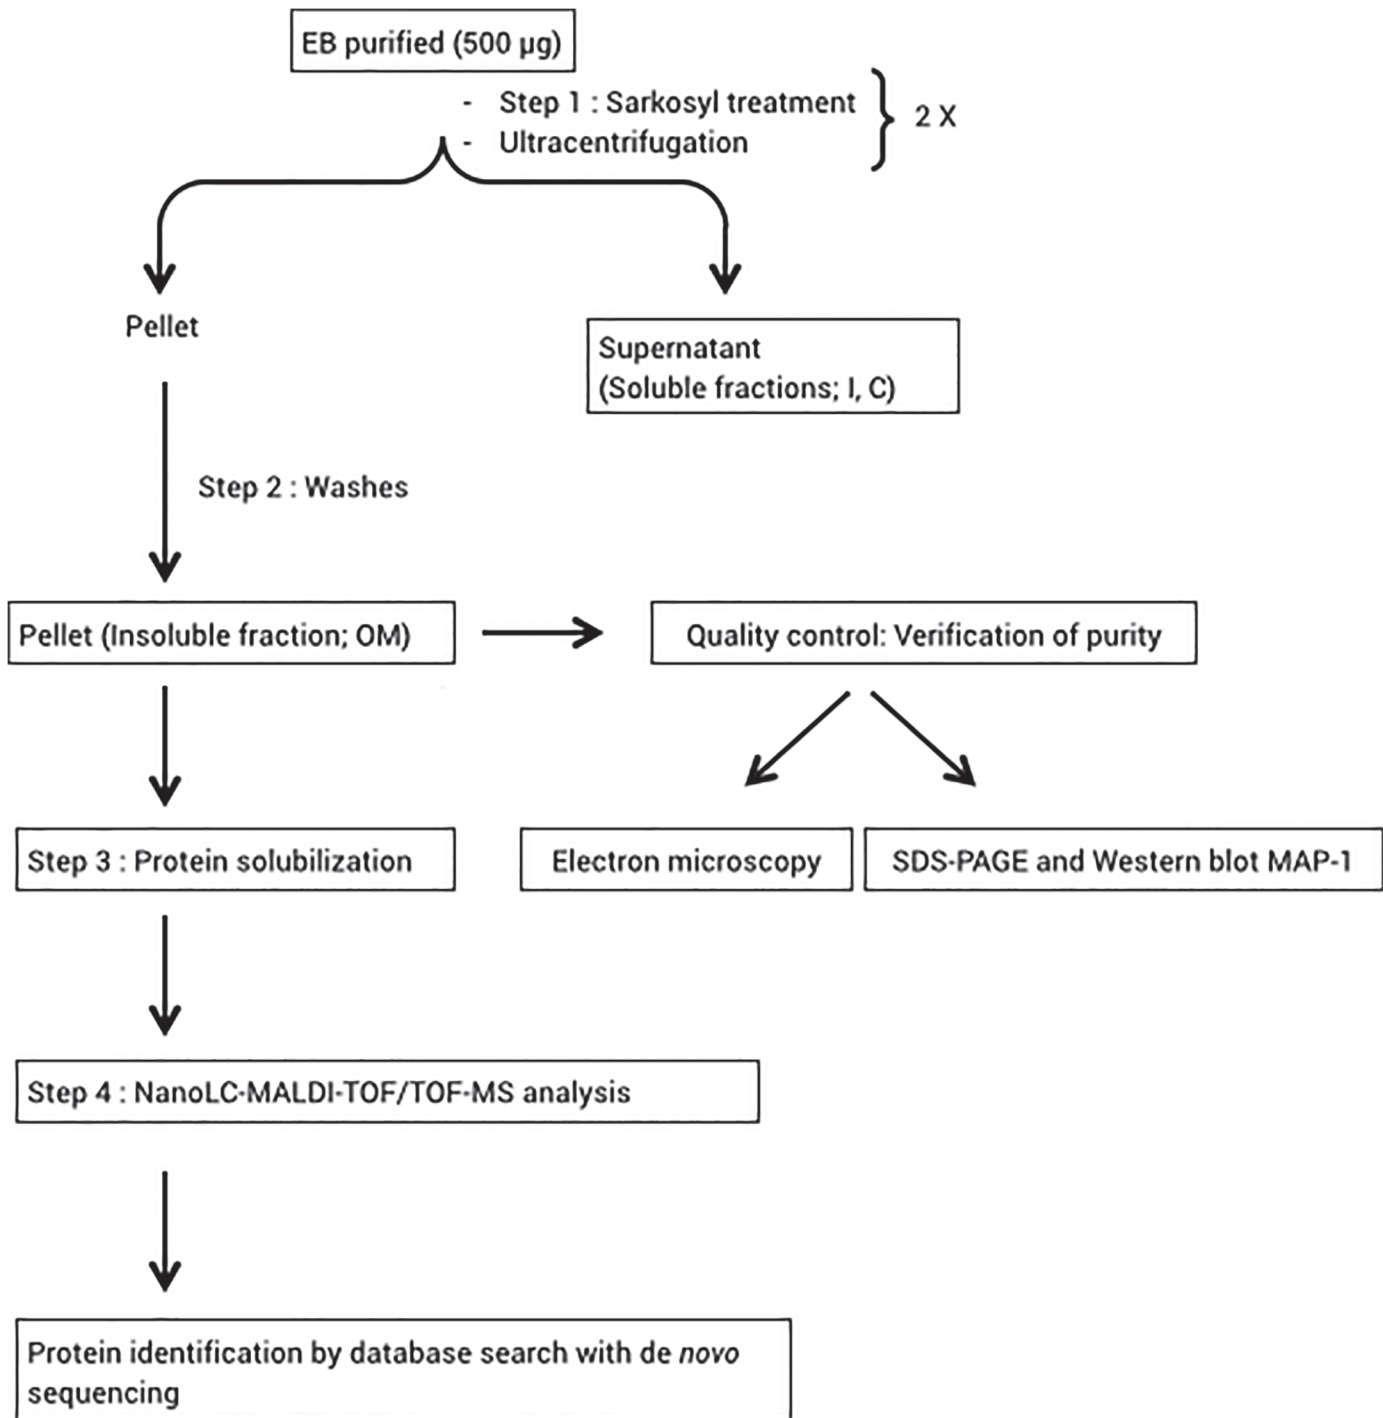 EB purified (500 µg)
- Step 1 : Sarkosyl treatment
- Ultracentrifugation
2 X
Pellet
Supernatant
(Soluble fractions; I, C)
Step 2 : Washes
Pellet (Insoluble fraction; OM)
Quality control: Verification of purity
Step 3 : Protein solubilization
Electron microscopy
SDS-PAGE and Western blot MAP-1
Step 4 : NanoLC-MALDI-TOF/TOF-MS analysis
Protein identification by database search with de novo
sequencing